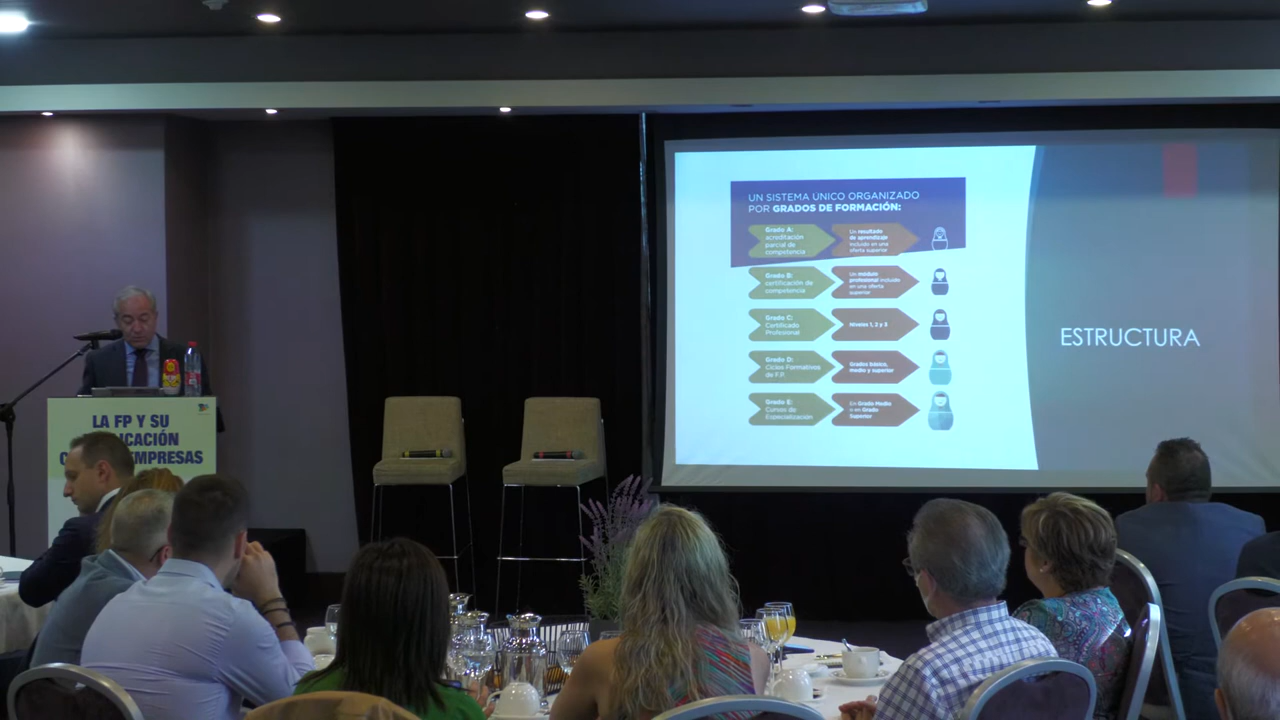 UN SISTEMA ÚNICO ORGANIZADO
POR GRADOS DE FORMACIÓN:
Grado A:
acreditación
parcial de
competencia
Un resultado
de aprendizaje
incluido en una
oferta superior
Grado B:
certificación de
competencia
Un módulo
profesional incluido
en una oferta
superior
Grado C:
Certificado
Profesional
Niveles 1, 2 y 3
Grado D:
Ciclos Formativos
de F.P.
Grados básico,
medio y superior
Grado E:
Cursos de
Especialización
En Grado Medio
o en Grado
Superior
ESTRUCTURA
LA FP Y SU